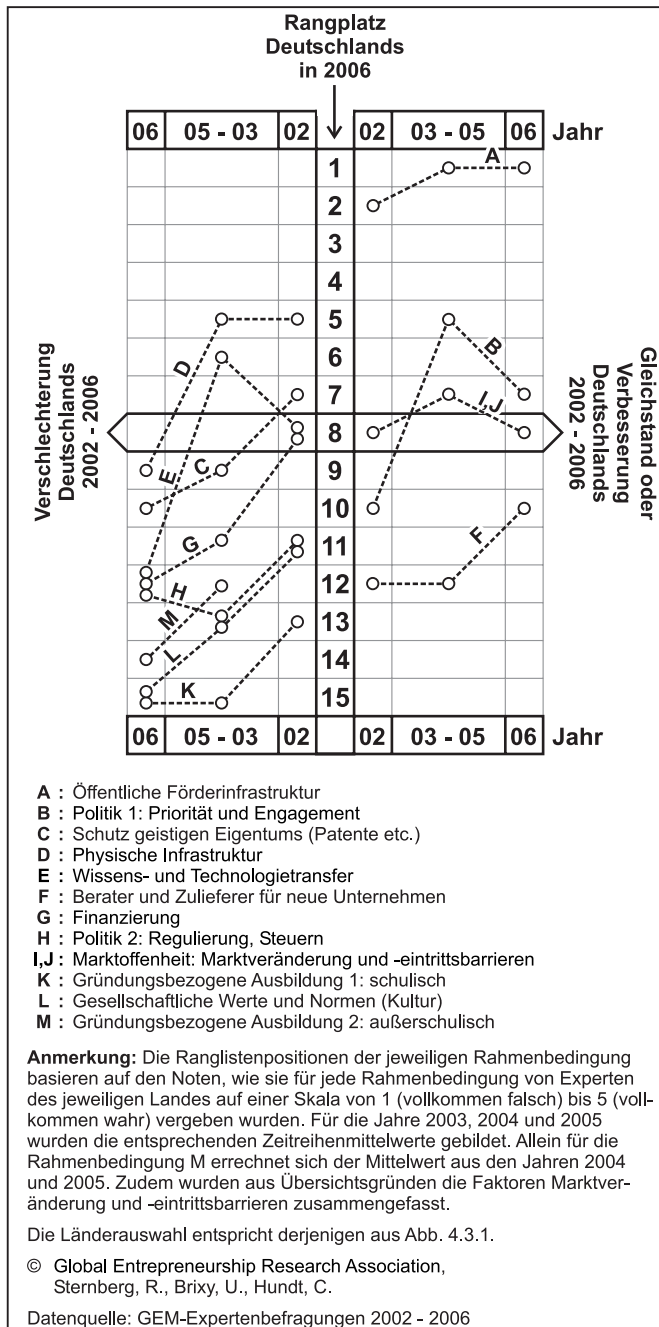 Rangplatz
Deutschlands
in 2006
06 05 - 03 02 02 03 - 05 06 Jahr
1
2
3
4
5
6
7
8
9
10
11
12
13
14
15
A
B
I,J
F
D
C
E
G
H
M
L
K
Verschlechterung
Deutschlands
2002 - 2006
Gleichstand oder
Verbesserung
Deutschlands
2002 - 2006
06 05 - 03 02 02 03 - 05 06 Jahr
A : Öffentliche Förderinfrastruktur
B : Politik 1: Priorität und Engagement
C : Schutz geistigen Eigentums (Patente etc.)
D : Physische Infrastruktur
E : Wissens- und Technologietransfer
F : Berater und Zulieferer für neue Unternehmen
G : Finanzierung
H : Politik 2: Regulierung, Steuern
I,J : Marktoffenheit: Marktveränderung und -eintrittsbarrieren
K : Gründungsbezogene Ausbildung 1: schulisch
L : Gesellschaftliche Werte und Normen (Kultur)
M : Gründungsbezogene Ausbildung 2: außerschulisch
Anmerkung: Die Ranglistenpositionen der jeweiligen Rahmenbedingung
basieren auf den Noten, wie sie für jede Rahmenbedingung von Experten
des jeweiligen Landes auf einer Skala von 1 (vollkommen falsch) bis 5 (voll-
kommen wahr) vergeben wurden. Für die Jahre 2003, 2004 und 2005
wurden die entsprechenden Zeitreihenmittelwerte gebildet. Allein für die
Rahmenbedingung M errechnet sich der Mittelwert aus den Jahren 2004
und 2005. Zudem wurden aus Übersichtsgründen die Faktoren Marktver-
änderung und -eintrittsbarrieren zusammengefasst.
Die Länderauswahl entspricht derjenigen aus Abb. 4.3.1.
© Global Entrepreneurship Research Association,
Sternberg, R., Brixy, U., Hundt, C.
Datenquelle: GEM-Expertenbefragungen 2002 - 2006